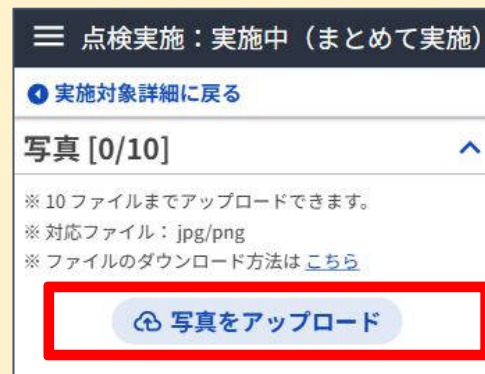 点検実施：実施中（まとめて実施）
実施対象詳細に戻る
写真 [0/10]
※ 10 ファイルまでアップロードできます。
※ 対応ファイル： jpg/png
※ ファイルのダウンロード方法は こちら
写真をアップロード